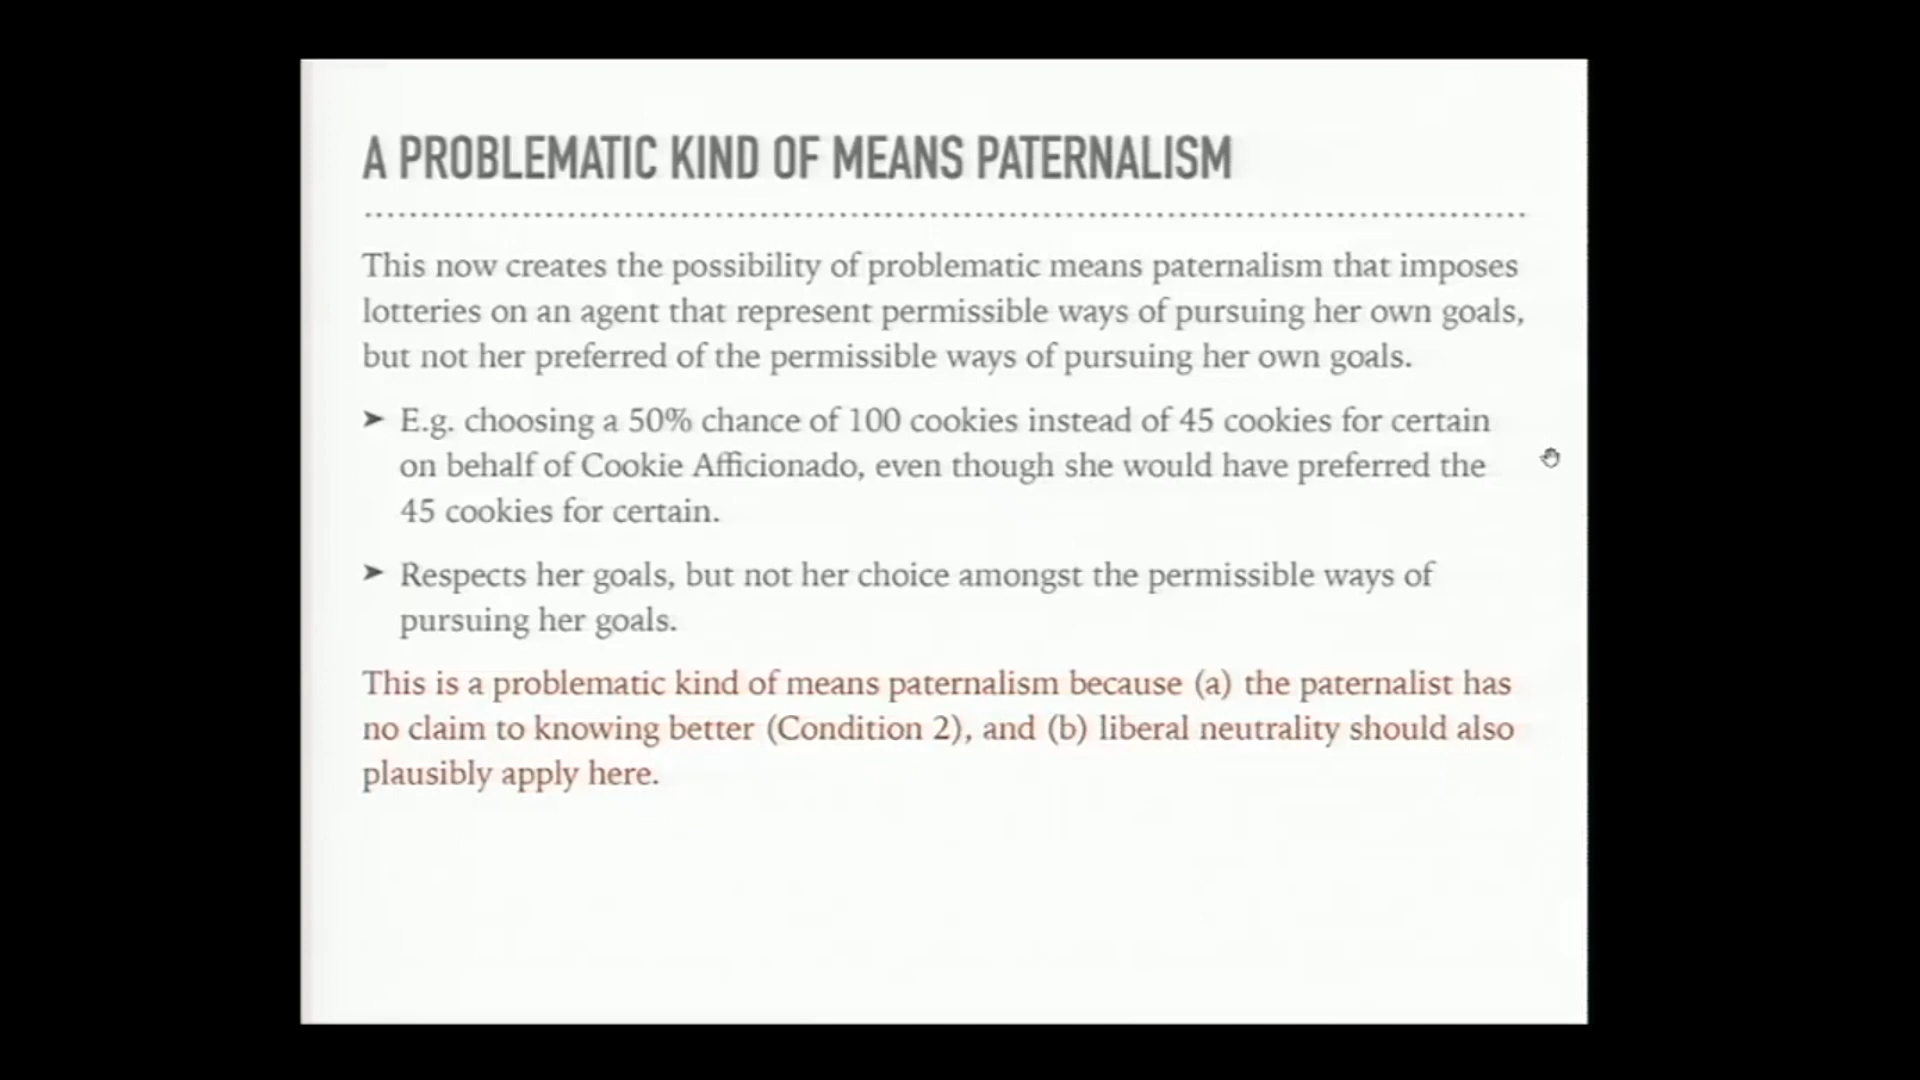 A PROBLEMATIC KIND OF MEANS PATERNALISM
This now creates the possibility of problematic means paternalism that imposes
lotteries on an agent that represent permissible ways of pursuing her own goals,
but not her preferred of the permissible ways of pursuing her own goals.
➤ E.g. choosing a 50% chance of 100 cookies instead of 45 cookies for certain
on behalf of Cookie Afficionado, even though she would have preferred the
45 cookies for certain.
➤ Respects her goals, but not her choice amongst the permissible ways of
pursuing her goals.
This is a problematic kind of means paternalism because (a) the paternalist has
no claim to knowing better (Condition 2), and (b) liberal neutrality should also
plausibly apply here.